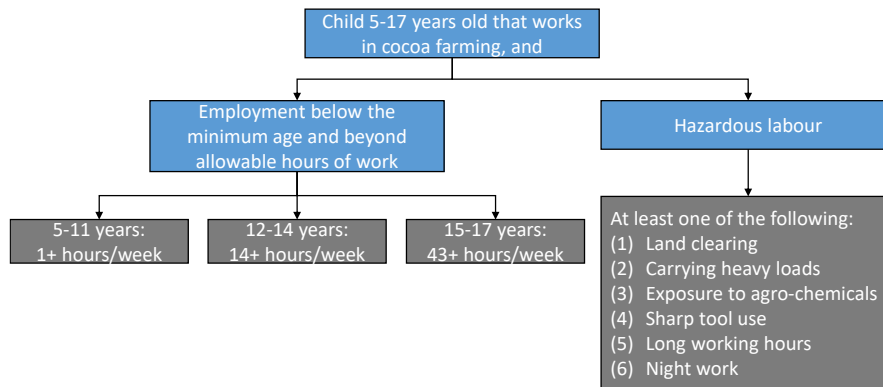 Child 5-17 years old that works
in cocoa farming, and
Employment below the
minimum age and beyond
allowable hours of work
Hazardous labour
5-11 years:
1+ hours/week
12-14 years:
14+ hours/week
15-17 years:
43+ hours/week
At least one of the following:
(1) Land clearing
(2) Carrying heavy loads
(3) Exposure to agro-chemicals
(4) Sharp tool use
(5) Long working hours
(6) Night work